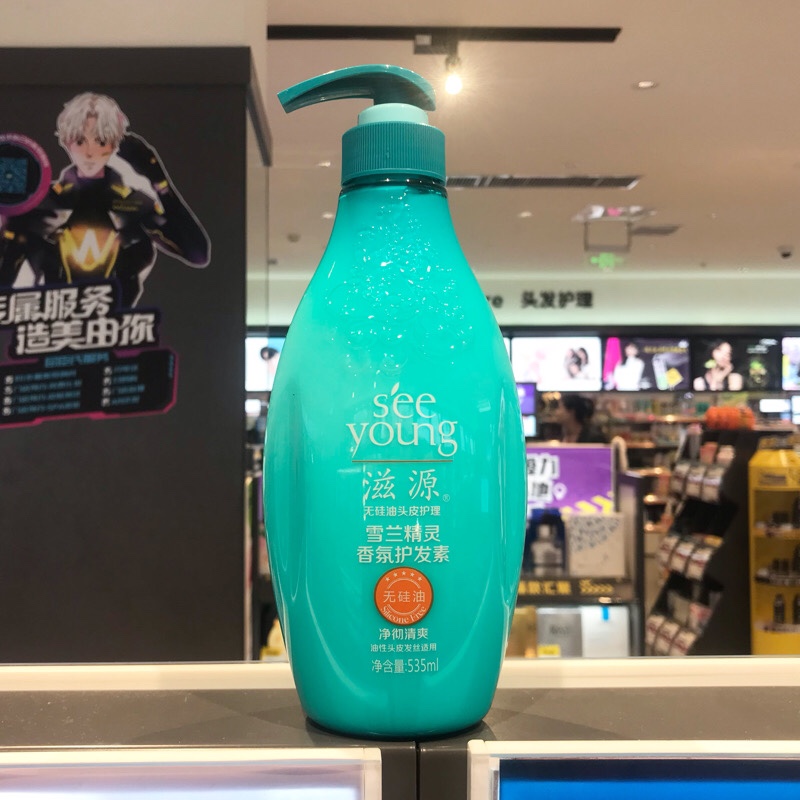 属服务
造美由你
W
头发护理
see
young
滋源®
无硅油头皮护理
雪兰精灵
香氛护发素
无硅油
Silicone Free
净彻清爽
油性头皮发丝适用
净含量:535ml